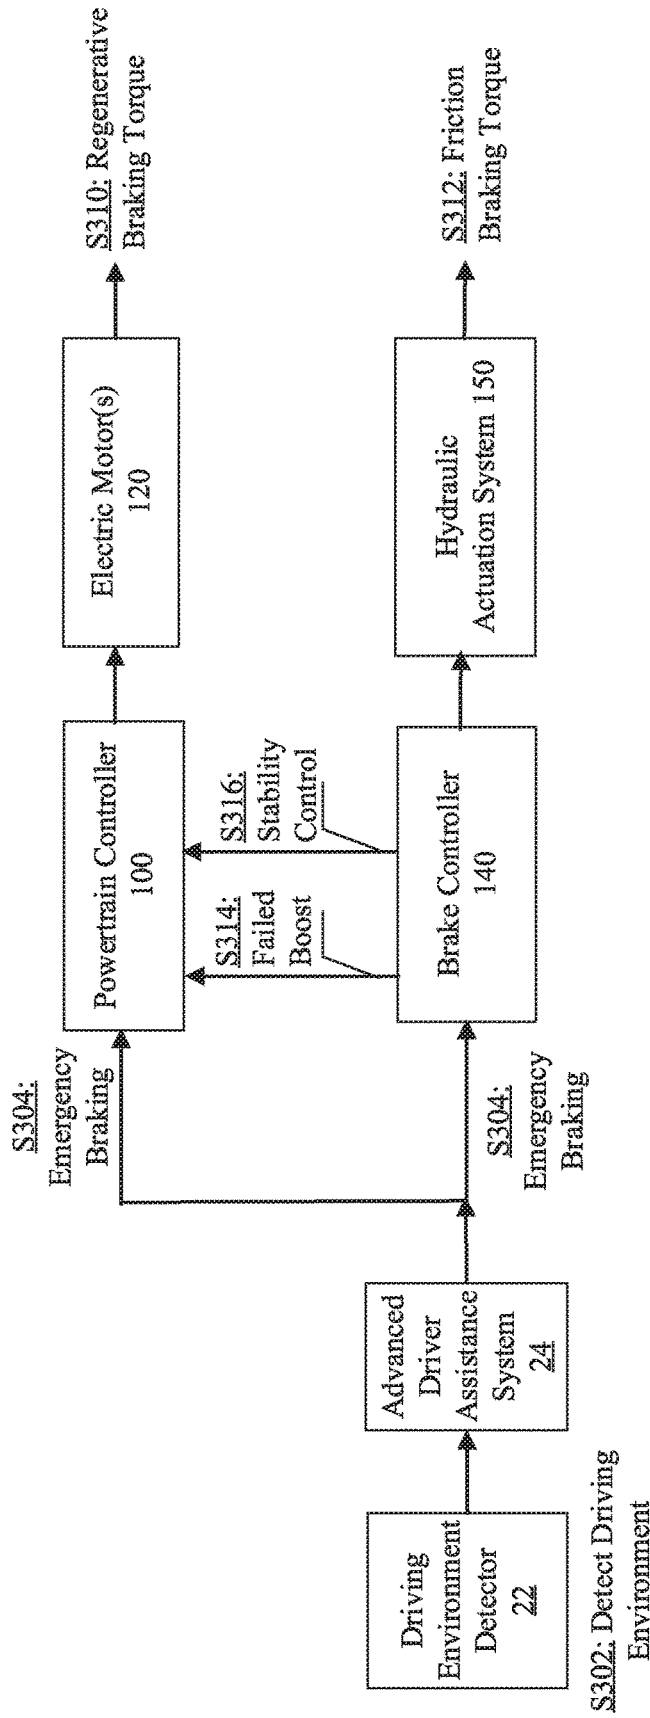 Driving
Environment
Detector
22
S302: Detect Driving
Environment
Advanced
Driver
Assistance
System
24
S304:
Emergency
Braking
S304:
Emergency
Braking
Powertrain Controller
100
S314:
Failed
Boost
S316:
Stability
Control
Brake Controller
140
Electric Motor(s)
120
Hydraulic
Actuation System 150
S310: Regenerative
Braking Torque
S312: Friction
Braking Torque